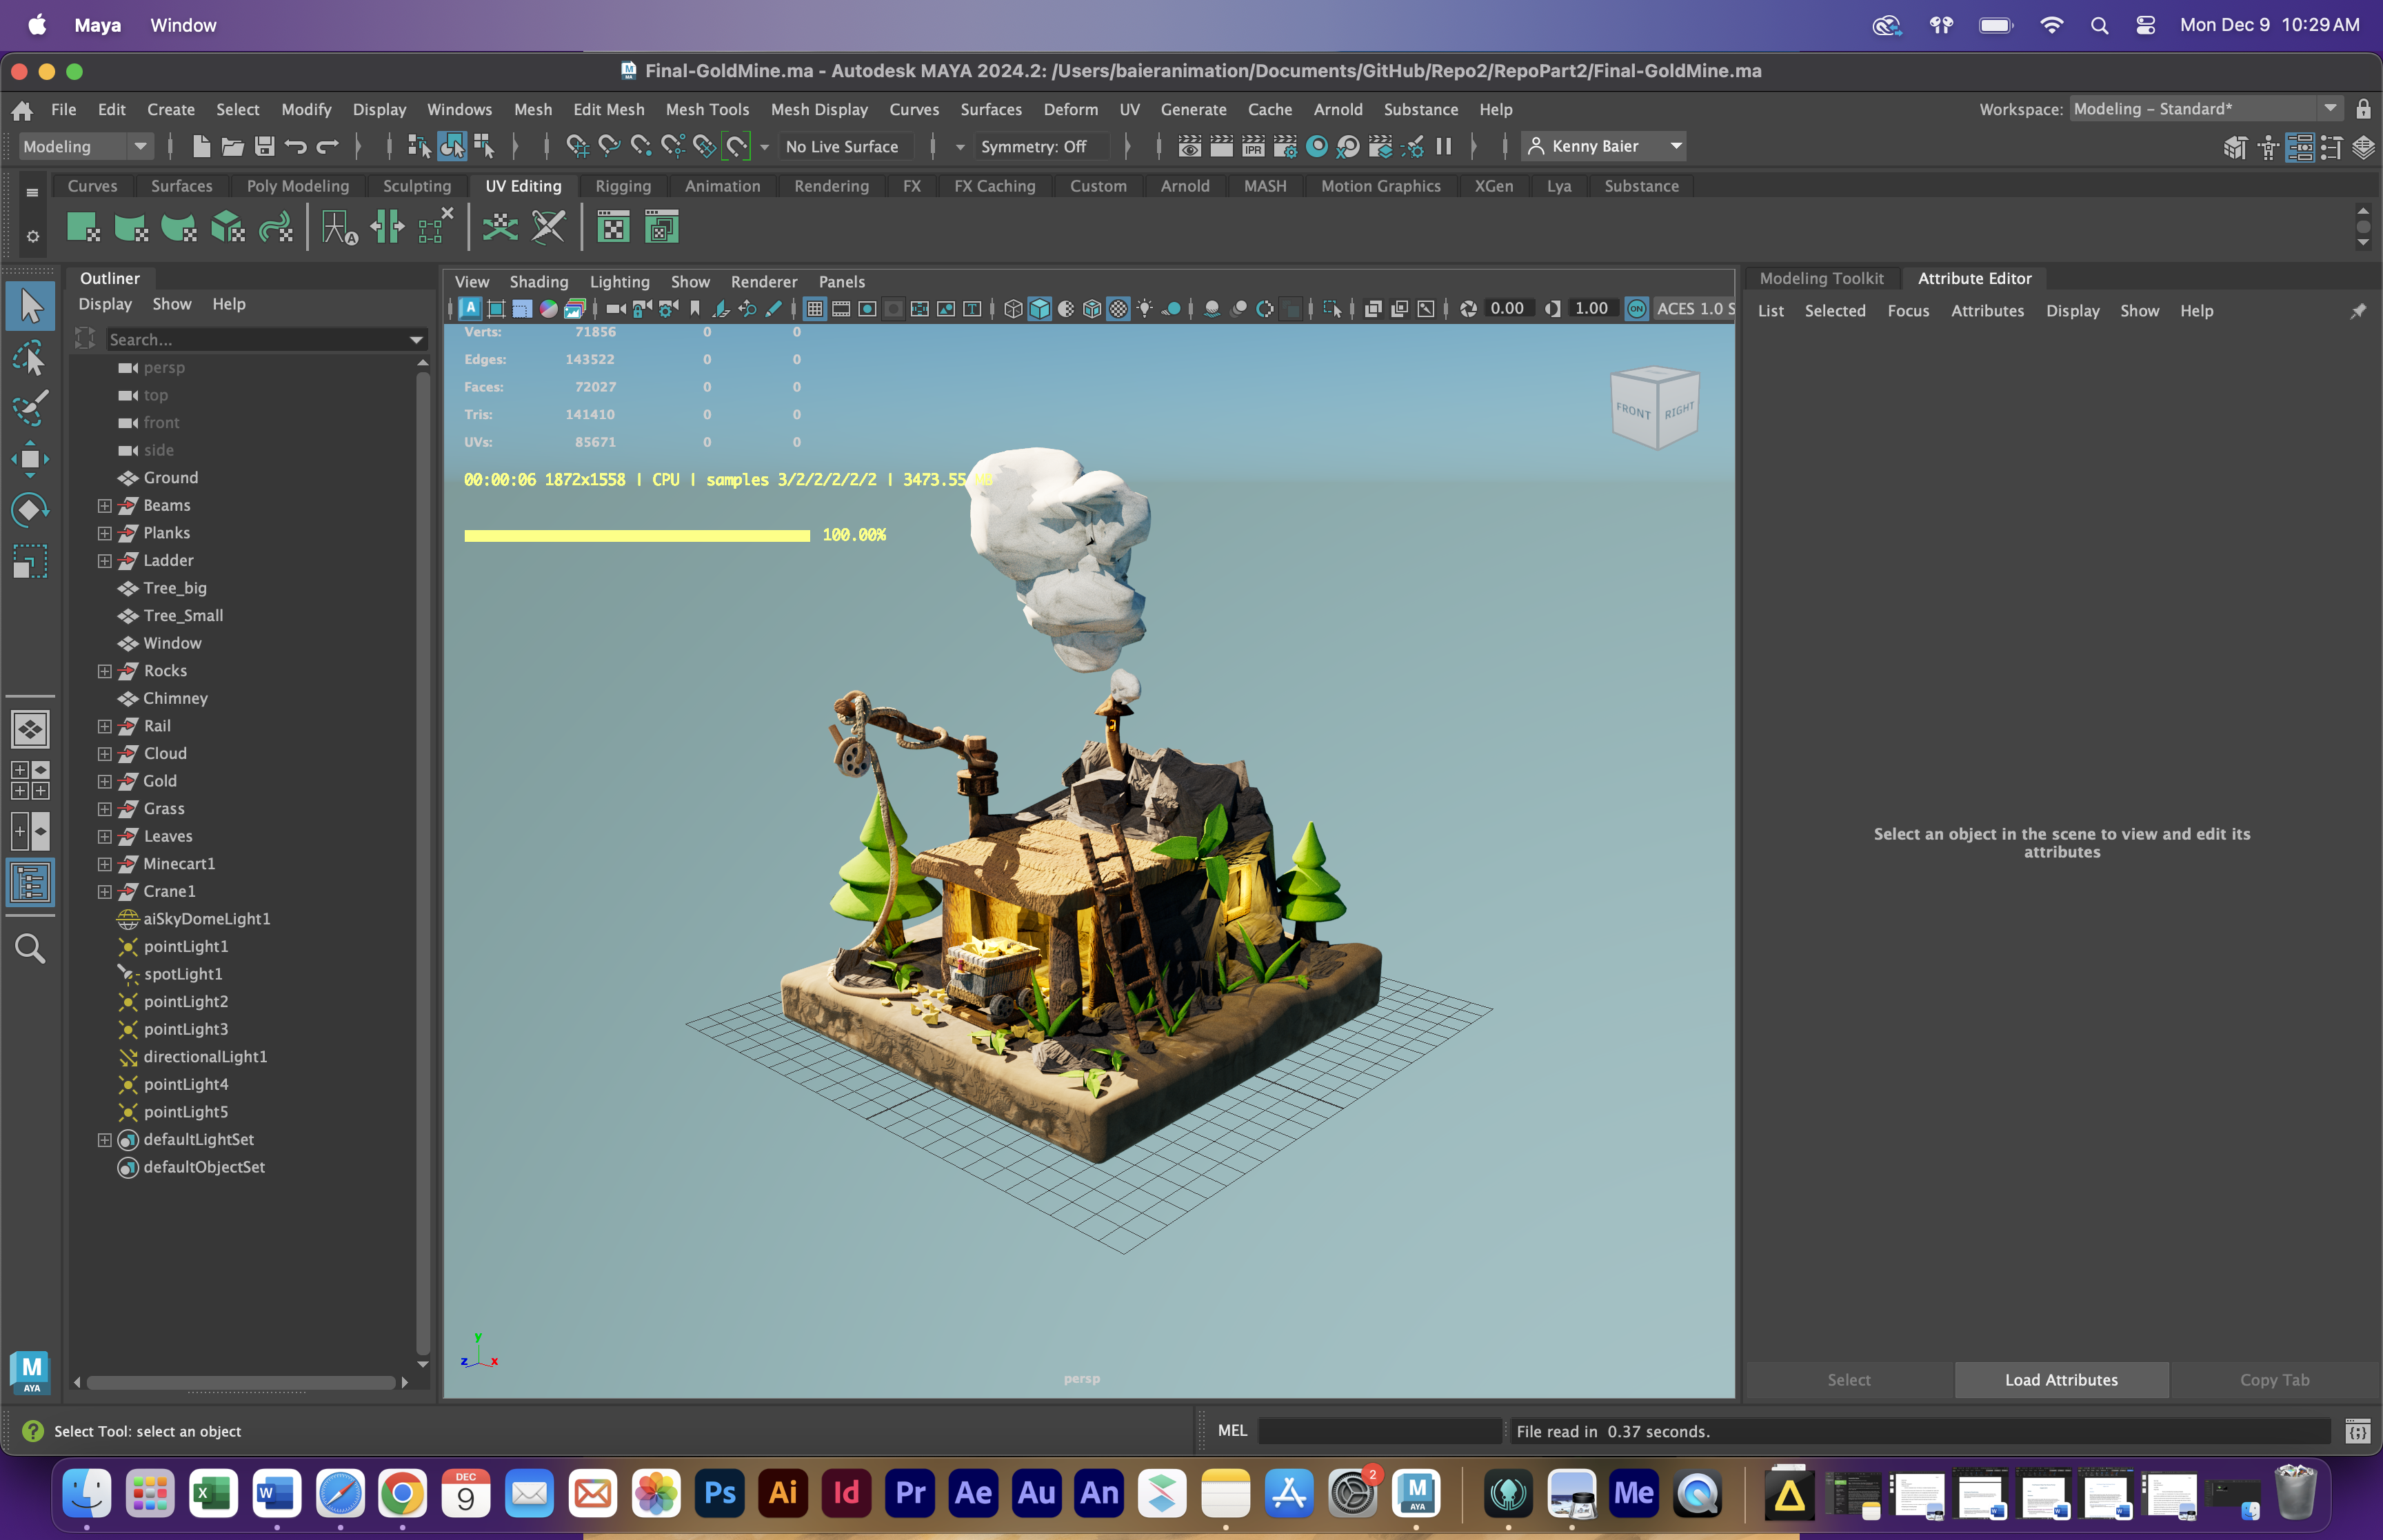 Maya Window Mon Dec 9 10:29 AM
Final-GoldMine.ma - Autodesk MAYA 2024.2: /Users/baieranimation/Documents/GitHub/Repo2/RepoPart2/Final-GoldMine.ma
File Edit Create Select Modify Display Windows Mesh Edit Mesh Mesh Tools Mesh Display Curves Surfaces Deform UV Generate Cache Arnold Substance Help Workspace: Modeling - Standard*
Modeling No Live Surface Symmetry: Off IPR Kenny Baier
Curves Surfaces Poly Modeling Sculpting UV Editing Rigging Animation Rendering FX FX Caching Custom Arnold MASH Motion Graphics XGen Lya Substance
Outliner
Display Show Help
Search...
persp
top
front
side
Ground
Beams
Planks
Ladder
Tree_big
Tree_Small
Window
Rocks
Chimney
Rail
Cloud
Gold
Grass
Leaves
Minecart1
Crane1
aiSkyDomeLight1
pointLight1
spotLight1
pointLight2
pointLight3
directionalLight1
pointLight4
pointLight5
defaultLightSet
defaultObjectSet
View Shading Lighting Show Renderer Panels
0.00 1.00 ON ACES 1.0 S
Verts: 71856 0 0
Edges: 143522 0 0
Faces: 72027 0 0
Tris: 141410 0 0
UVs: 85671 0 0
00:00:06 1872x1558 | CPU | samples 3/2/2/2/2/2 | 3473.55
100.00%
FRONT RIGHT
y
z x
persp
Modeling Toolkit Attribute Editor
List Selected Focus Attributes Display Show Help
Select an object in the scene to view and edit its
attributes
Select Load Attributes Copy Tab
M
AYA
Select Tool: select an object MEL File read in 0.37 seconds.
X W DEC 9 Ps Ai Id Pr Ae Au An 2 M AYA Me